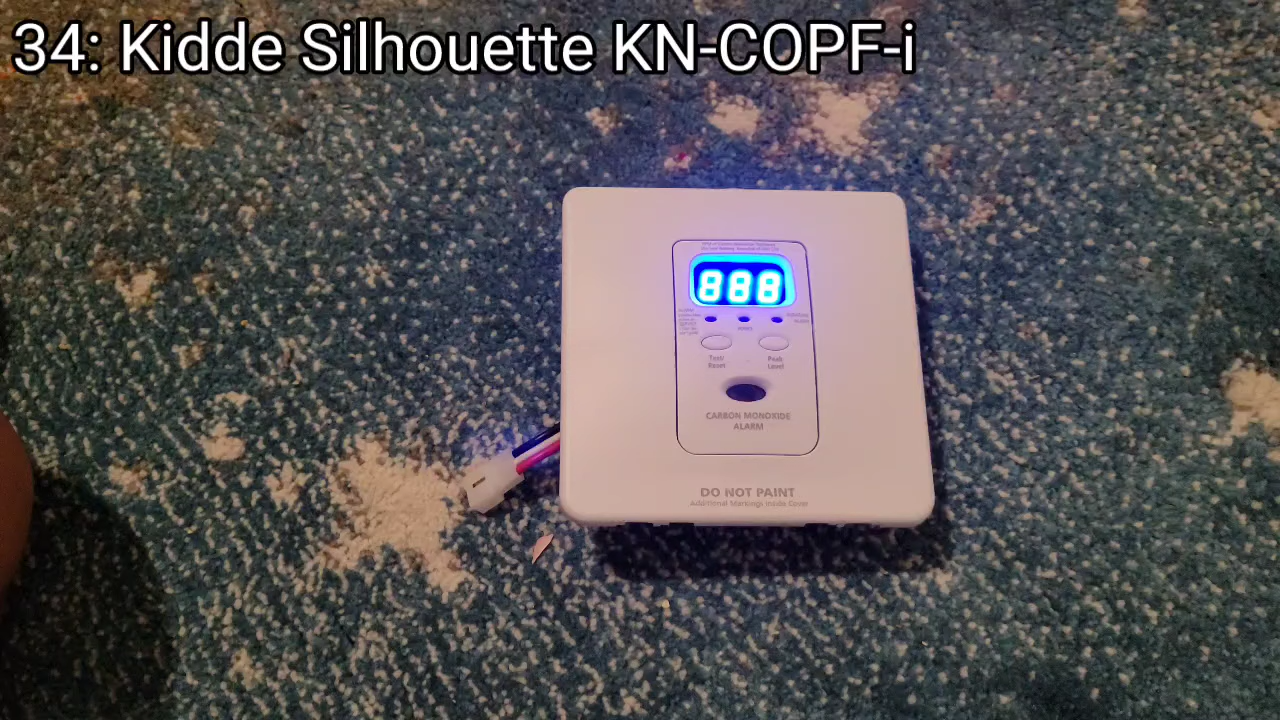 34: Kidde Silhouette KN-COPF-i
888
Test/ Peak
Reset Level
CARBON MONOXIDE
ALARM
DO NOT PAINT
Additional Markings Inside Cover